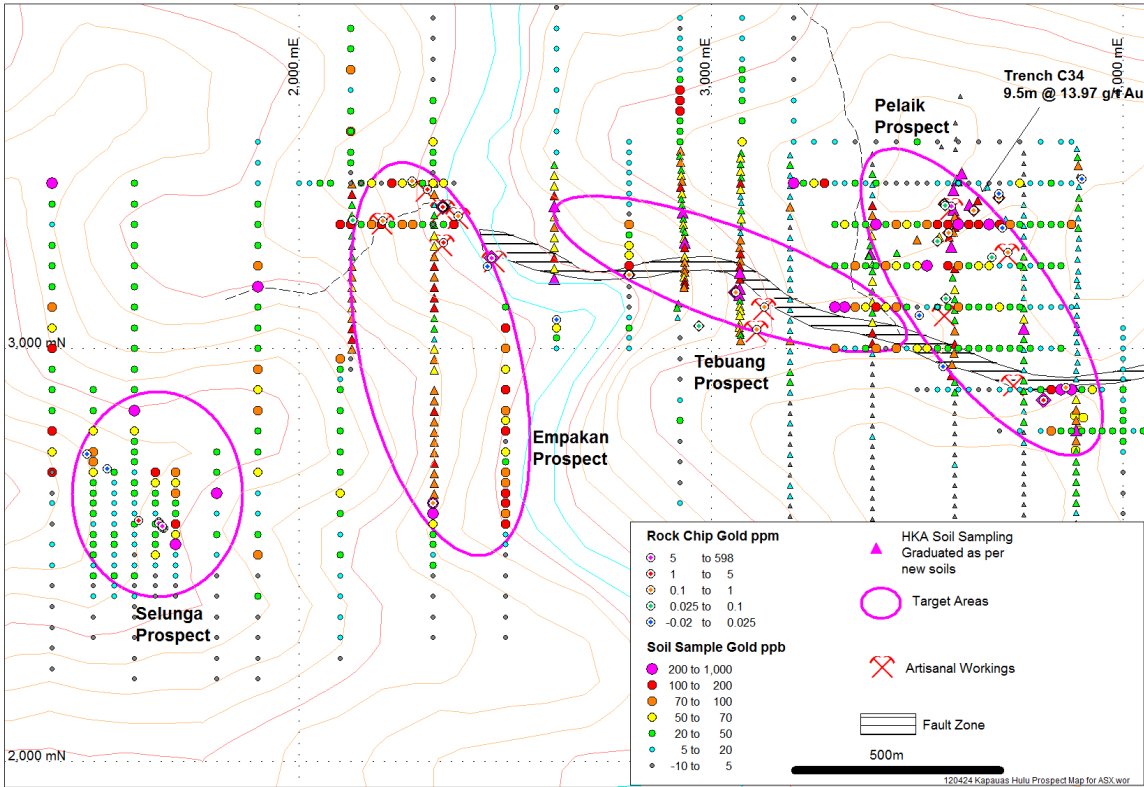 2,000 mE
3,000 mE
4,000 mE
Trench C34
9.5m @ 13.97 g/t Au
Pelaik
Prospect
3,000 mN
Tebuang
Prospect
Empakan
Prospect
Selunga
Prospect
2,000 mN
Rock Chip Gold ppm
5 to 598
1 to 5
0.1 to 1
0.025 to 0.1
-0.02 to 0.025
Soil Sample Gold ppb
200 to 1,000
100 to 200
70 to 100
50 to 70
20 to 50
5 to 20
-10 to 5
HKA Soil Sampling
Graduated as per
new soils
Target Areas
Artisanal Workings
Fault Zone
500m
120424 Kapauas Hulu Prospect Map for ASX.wor